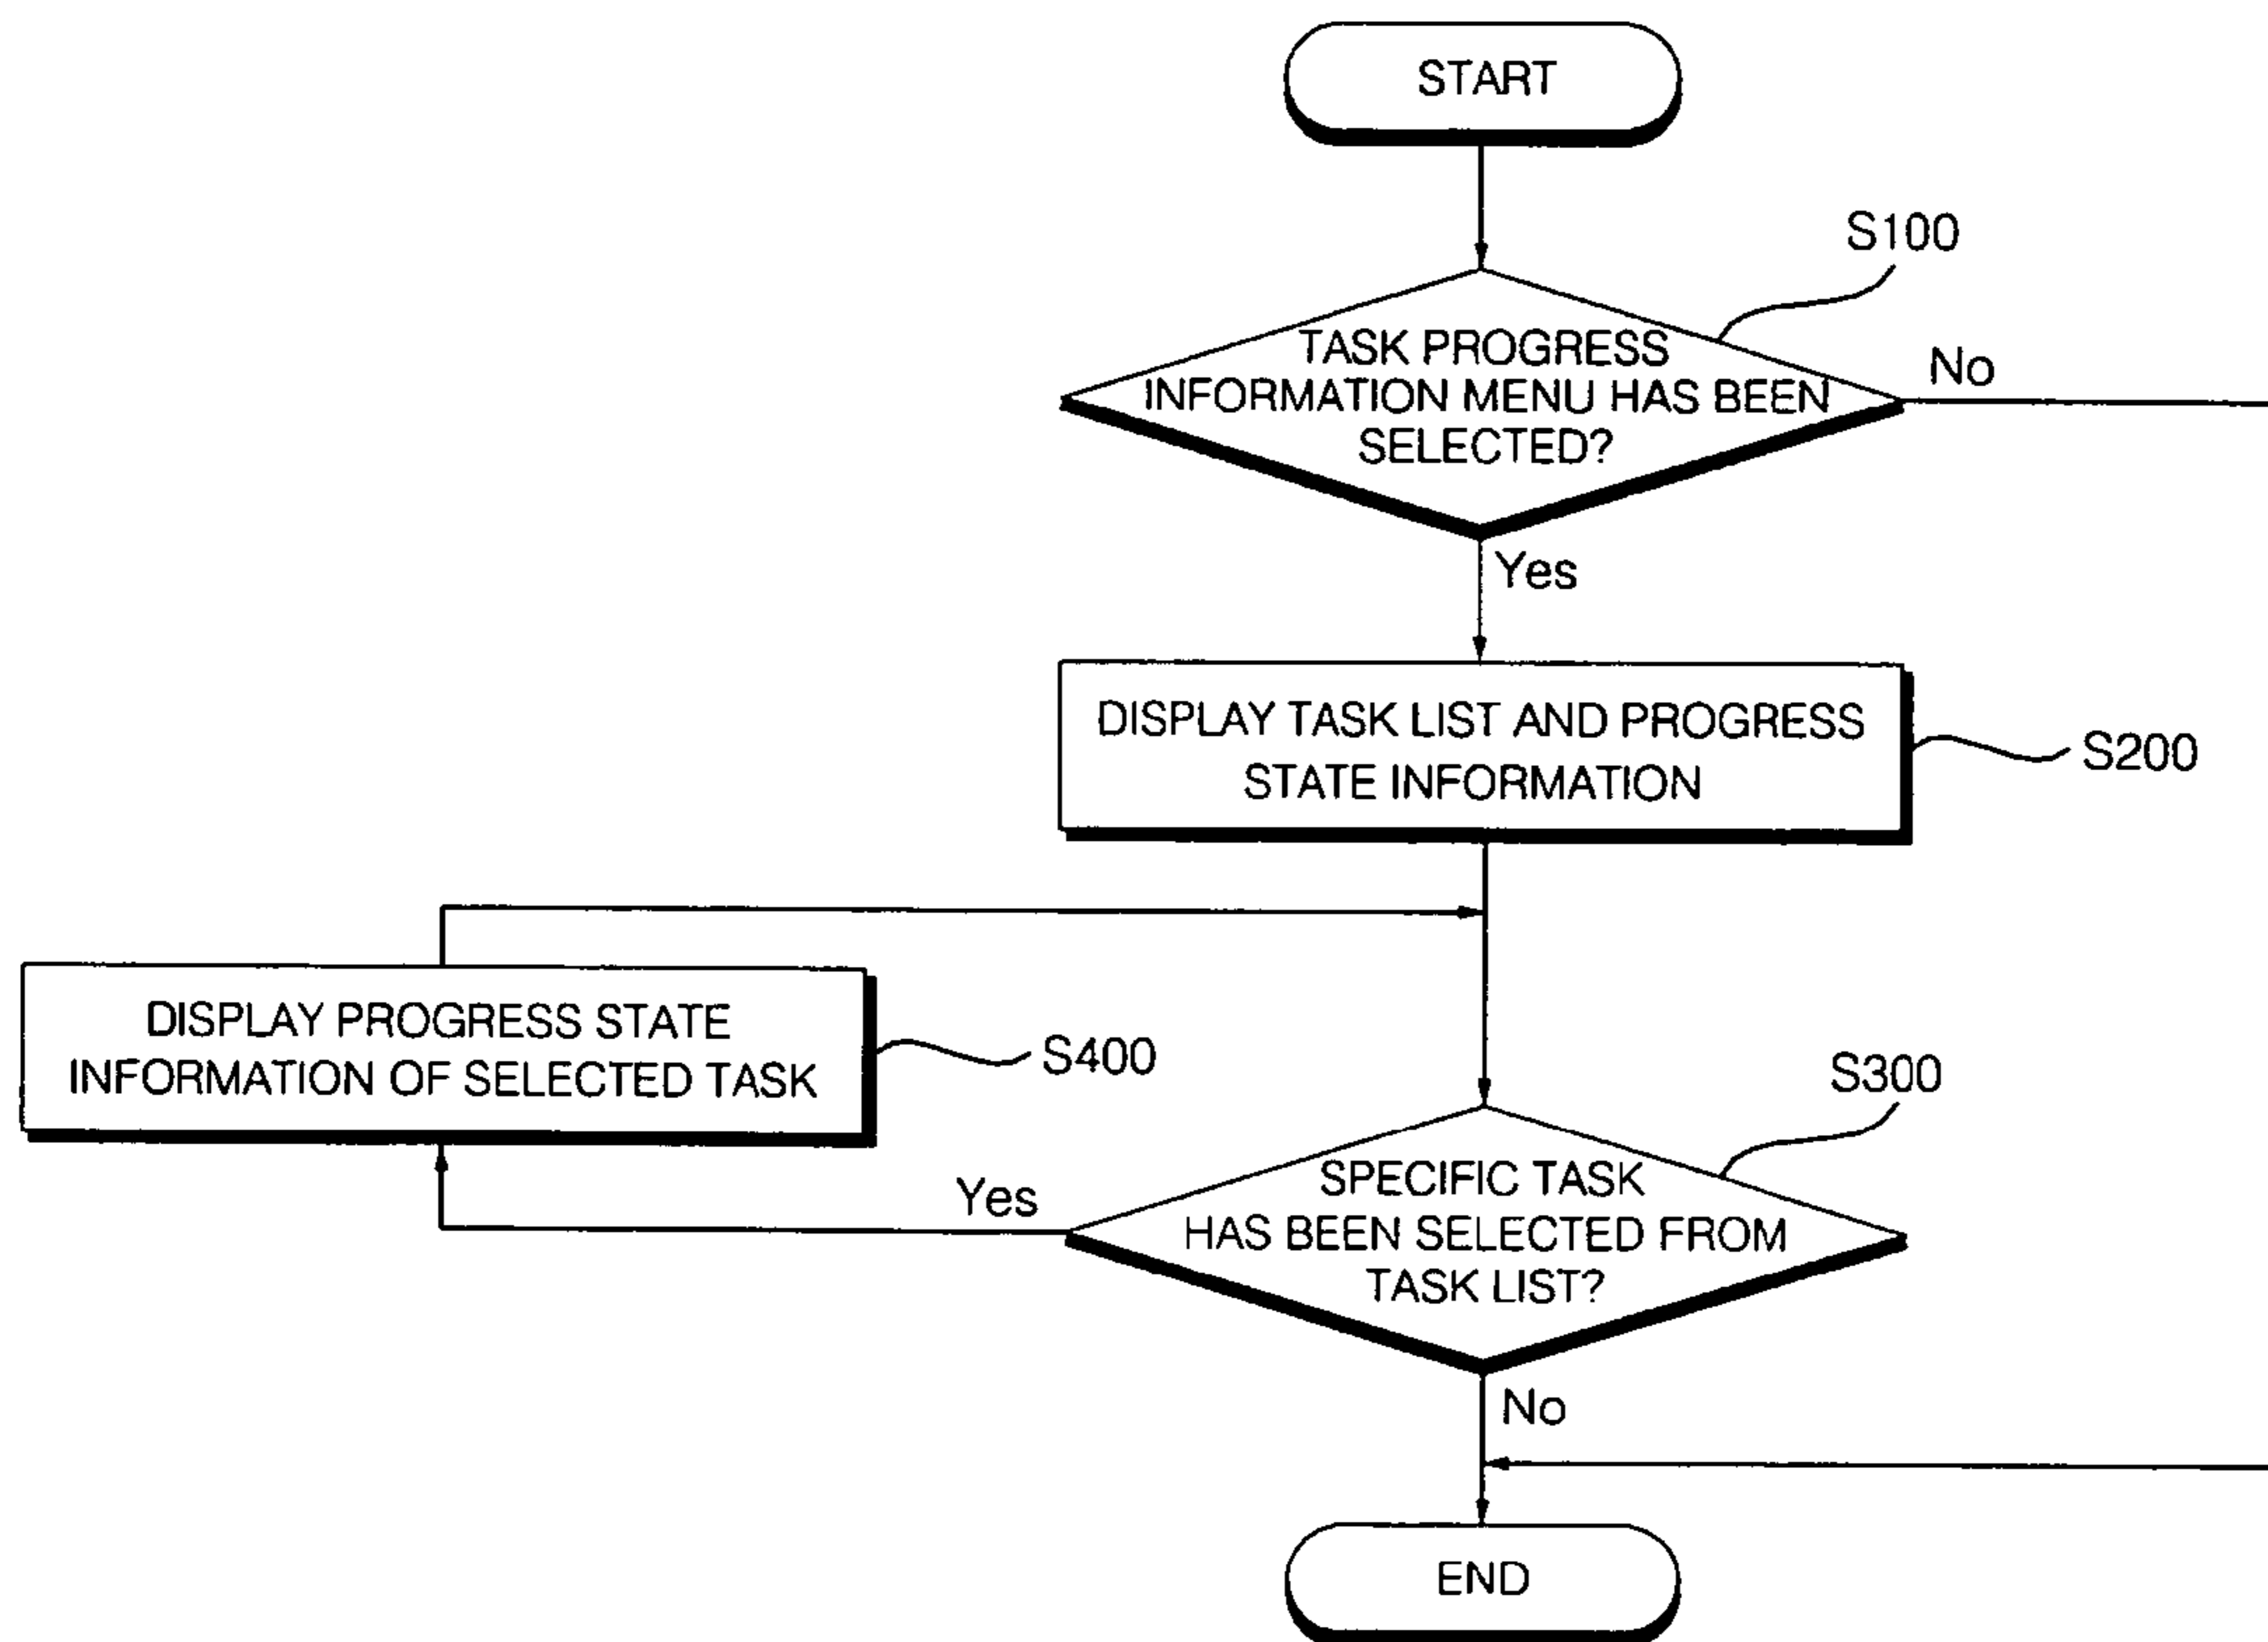 START
S100
TASK PROGRESS
INFORMATION MENU HAS BEEN
SELECTED?
No
Yes
DISPLAY TASK LIST AND PROGRESS
STATE INFORMATION
S200
DISPLAY PROGRESS STATE
INFORMATION OF SELECTED TASK
S400
S300
SPECIFIC TASK
HAS BEEN SELECTED FROM
TASK LIST?
Yes
No
END